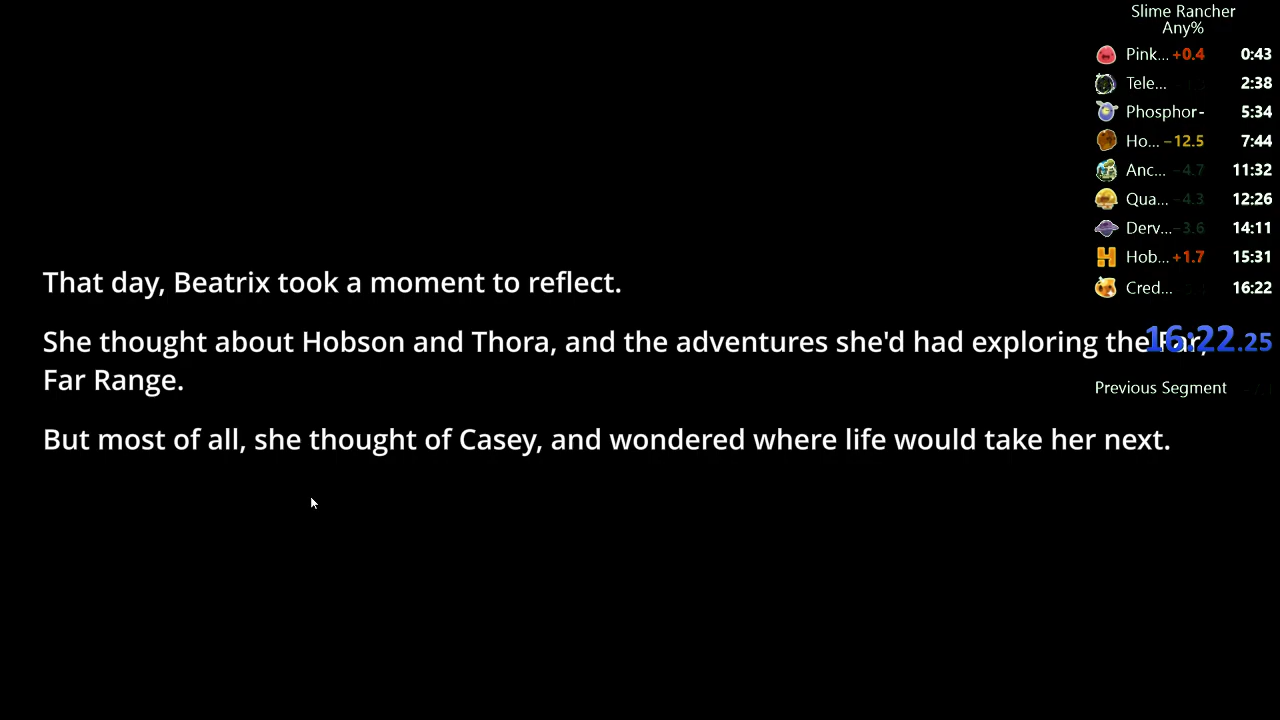 Slime Rancher
Any%
Pink... +0.4 0:43
Tele... 2:38
Phosphor- 5:34
Ho... −12.5 7:44
Anc... −4.7 11:32
Qua... −4.3 12:26
Derv... −3.6 14:11
Hob... +1.7 15:31
Cred... 16:22
That day, Beatrix took a moment to reflect.
She thought about Hobson and Thora, and the adventures she'd had exploring the Far,
16:22.25
Far Range.
Previous Segment
But most of all, she thought of Casey, and wondered where life would take her next.